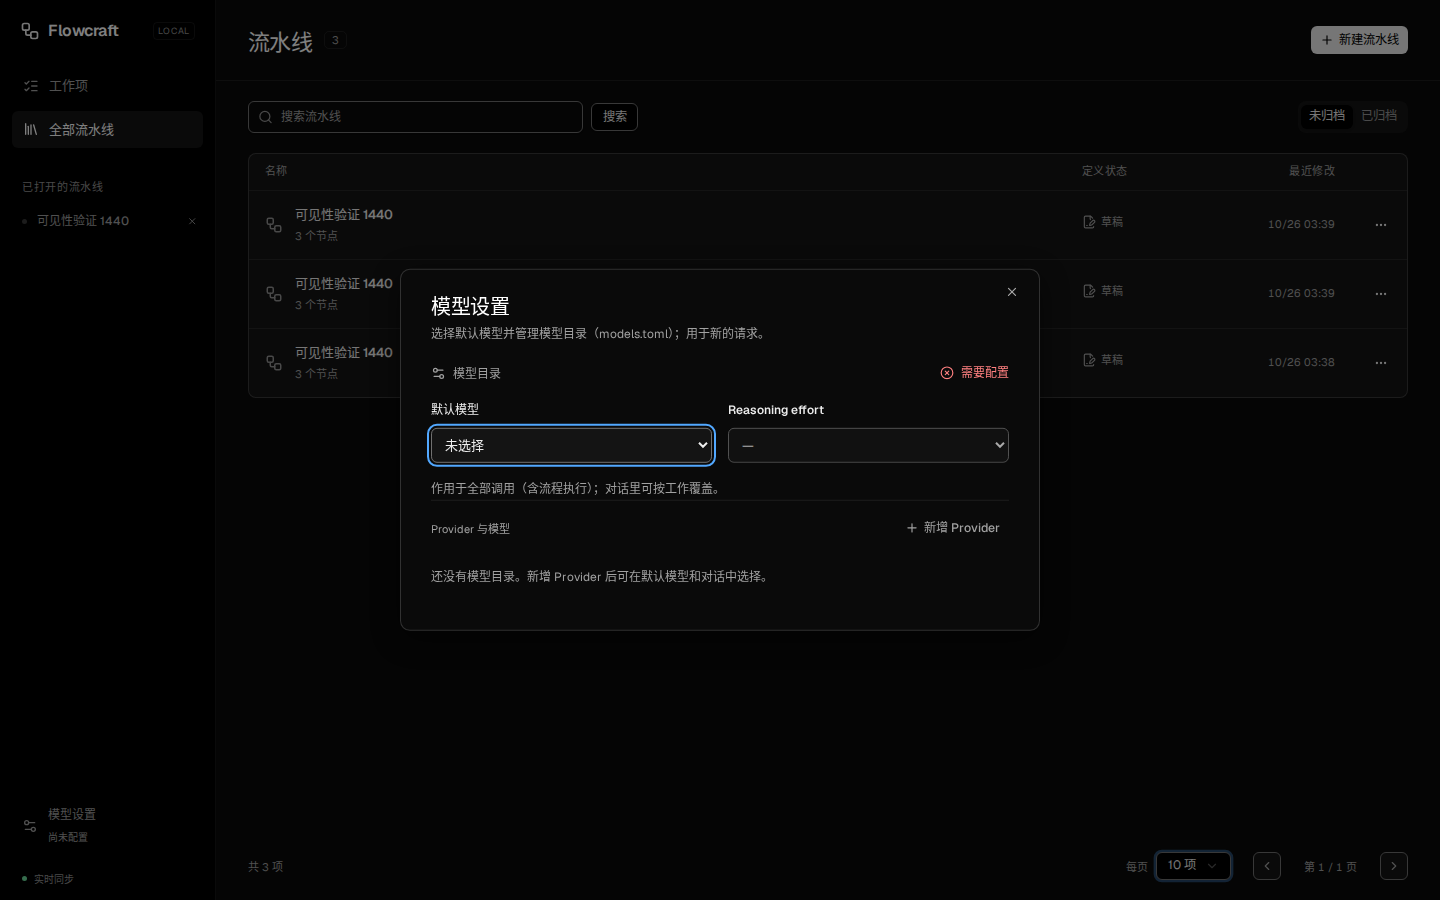 Flowcraft LOCAL
工作项
全部流水线
已打开的流水线
可见性验证 1440
模型设置
尚未配置
实时同步
流水线 3
新建流水线
搜索流水线 搜索
未归档 已归档
名称 定义状态 最近修改
可见性验证 1440
3 个节点
草稿 10/26 03:39
可见性验证 1440
3 个节点
草稿 10/26 03:39
可见性验证 1440
3 个节点
草稿 10/26 03:38
模型设置
选择默认模型并管理模型目录（models.toml）；用于新的请求。
模型目录 需要配置
默认模型 Reasoning effort
未选择 —
作用于全部调用（含流程执行）；对话里可按工作覆盖。
Provider 与模型 新增 Provider
还没有模型目录。新增 Provider 后可在默认模型和对话中选择。
共 3 项 每页 10 项 第 1 / 1 页